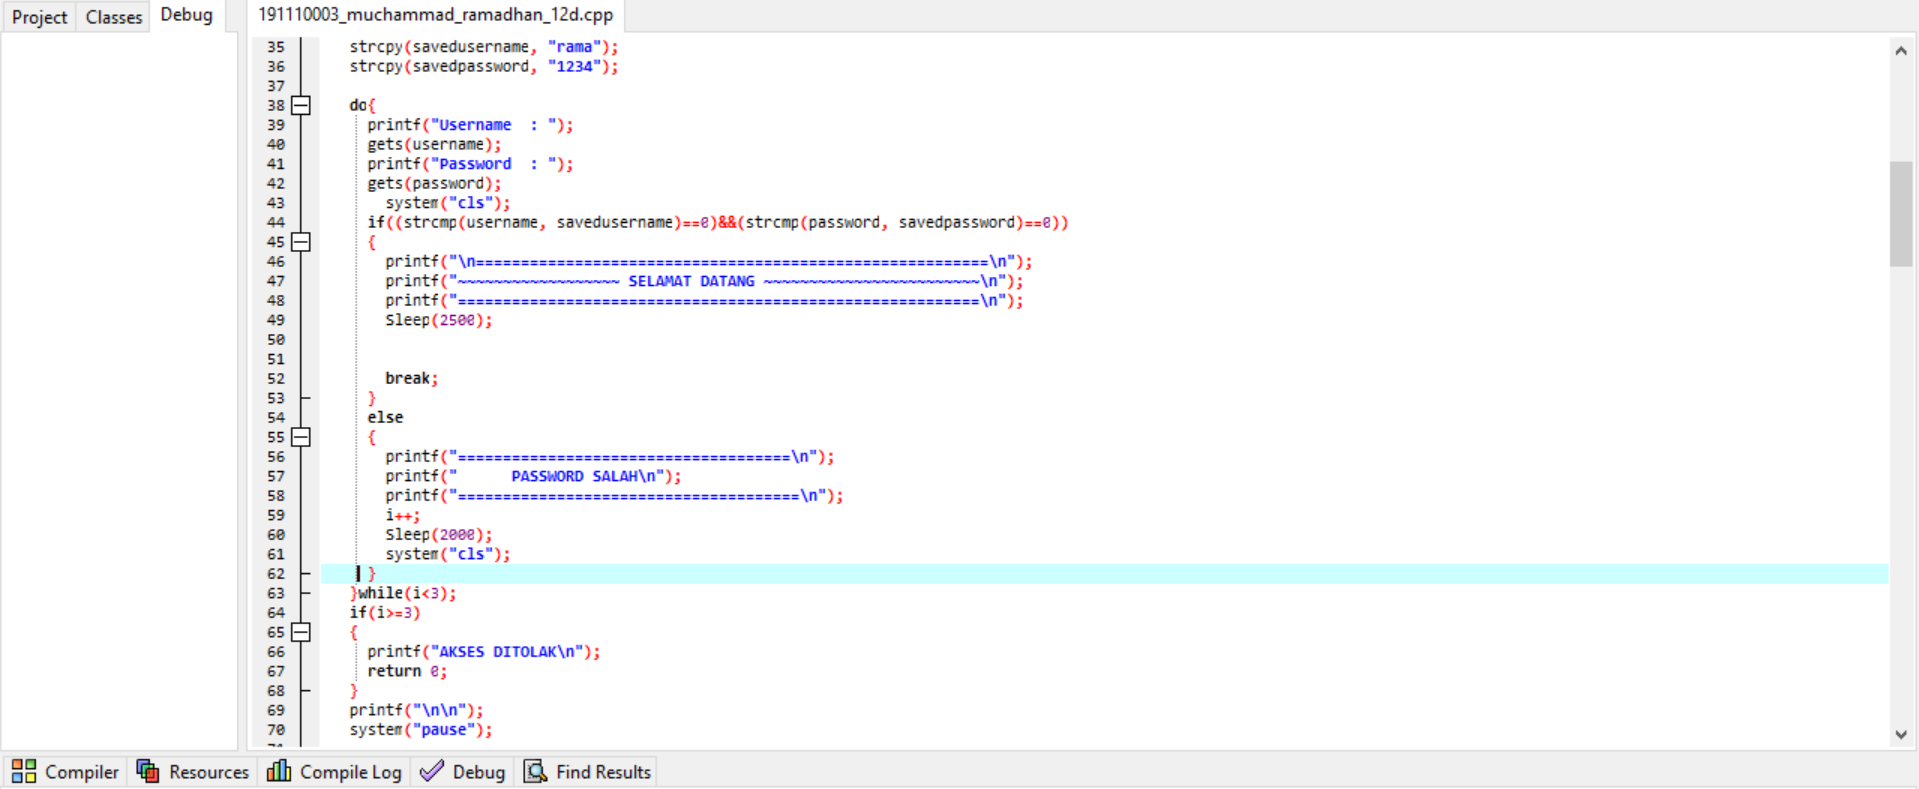 Project Classes Debug 191110003_muchammad_ramadhan_12d.cpp
35 strcpy(savedusername, "rama");
36 strcpy(savedpassword, "1234");
37
38 do{
39 printf("Username  : ");
40 gets(username);
41 printf("Password  : ");
42 gets(password);
43 system("cls");
44 if((strcmp(username, savedusername)==0)&&(strcmp(password, savedpassword)==0))
45 {
46 printf("\n=========================================================\n");
47 printf("~~~~~~~~~~~~~~~~~~ SELAMAT DATANG ~~~~~~~~~~~~~~~~~~~~~~~~\n");
48 printf("==========================================================\n");
49 Sleep(2500);
50
51
52 break;
53 }
54 else
55 {
56 printf("=====================================\n");
57 printf("      PASSWORD SALAH\n");
58 printf("======================================\n");
59 i++;
60 Sleep(2000);
61 system("cls");
62 }
63 }while(i<3);
64 if(i>=3)
65 {
66 printf("AKSES DITOLAK\n");
67 return 0;
68 }
69 printf("\n\n");
70 system("pause");
Compiler Resources Compile Log Debug Find Results